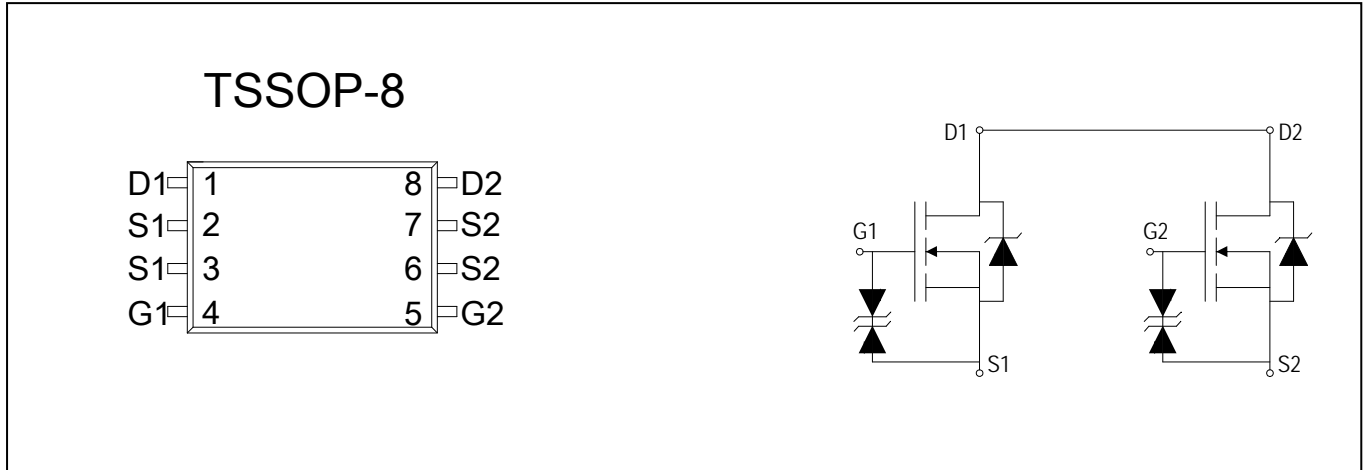 TSSOP-8
D1 1 8 D2
S1 2 7 S2
S1 3 6 S2
G1 4 5 G2
D1 D2
G1 G2
S1 S2